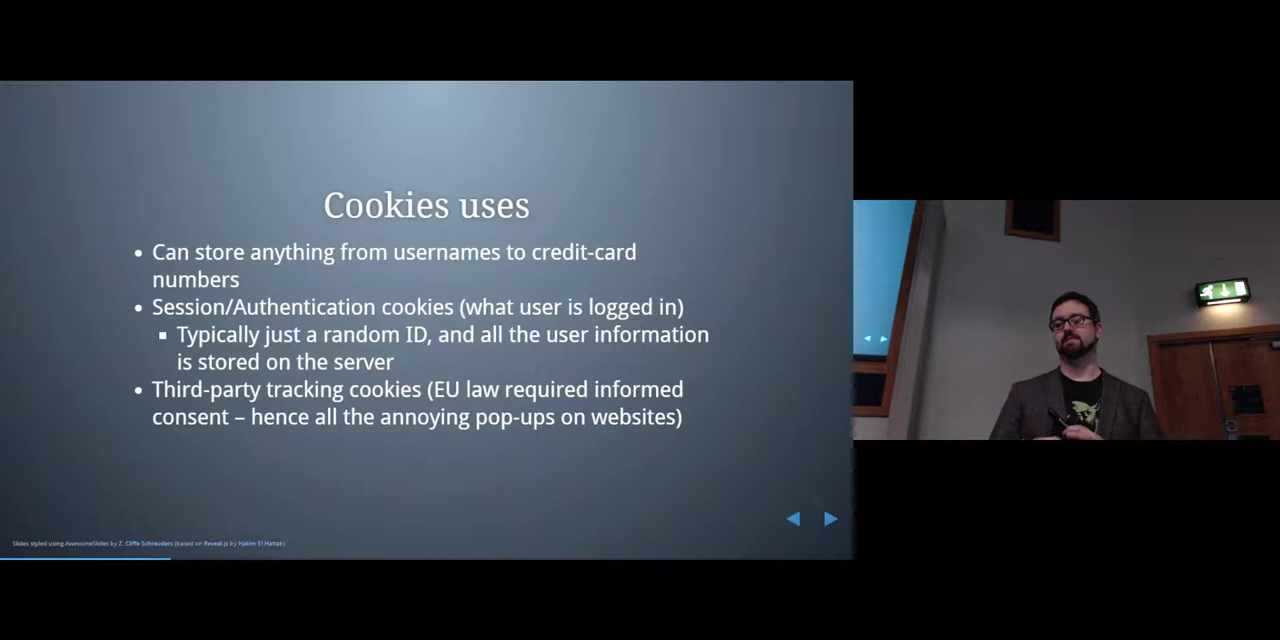 Cookies uses
• Can store anything from usernames to credit-card
numbers
• Session/Authentication cookies (what user is logged in)
▪ Typically just a random ID, and all the user information
is stored on the server
• Third-party tracking cookies (EU law required informed
consent – hence all the annoying pop-ups on websites)
Slides styled using AwesomeSlides by Z. Cliffe Schreuders (based on Reveal.js by Hakim El Hattab)